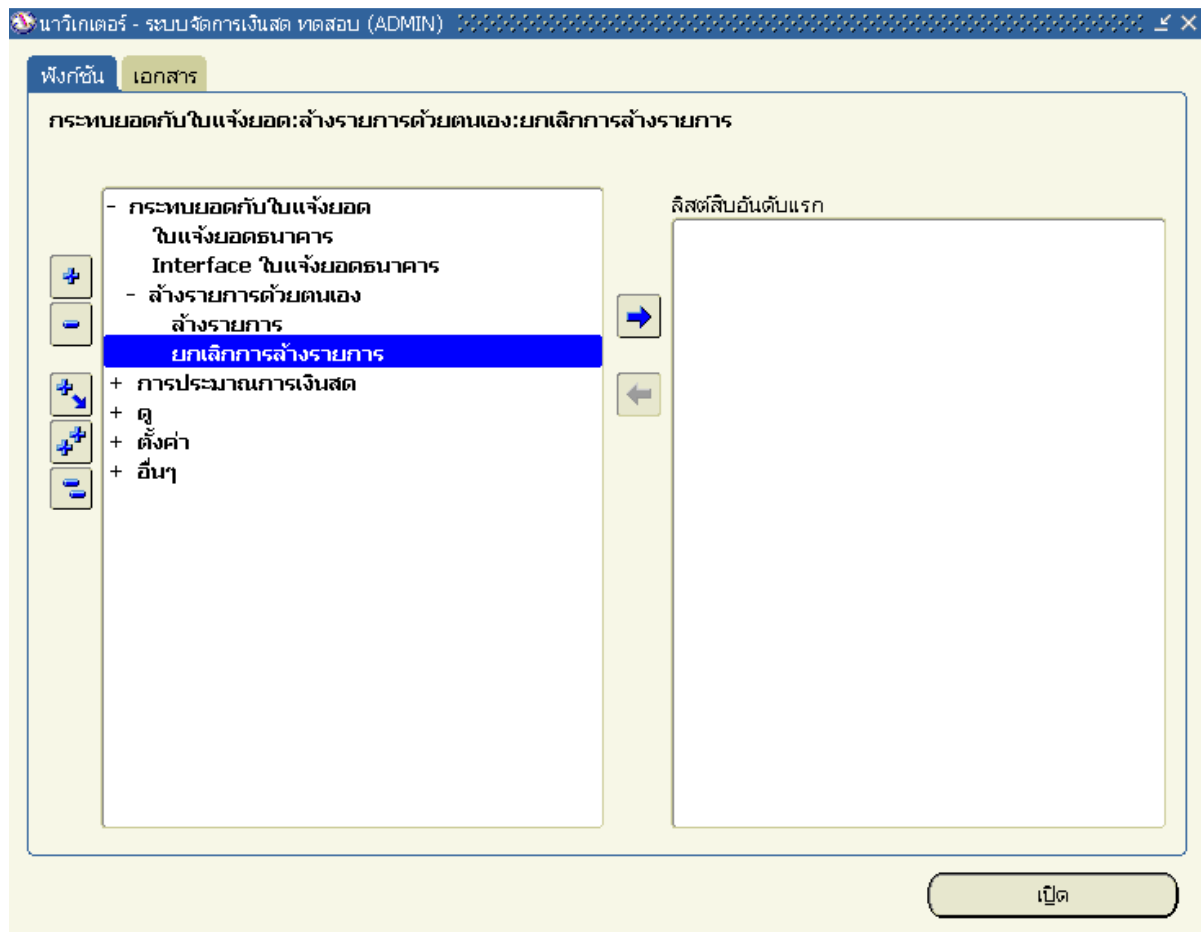 นาวิเกเตอร์ - ระบบจัดการเงินสด ทดสอบ (ADMIN)
ฟังก์ชัน เอกสาร
กระทบยอดกับใบแจ้งยอด:ล้างรายการด้วยตนเอง:ยกเลิกการล้างรายการ
- กระทบยอดกับใบแจ้งยอด
ใบแจ้งยอดธนาคาร
Interface ใบแจ้งยอดธนาคาร
- ล้างรายการด้วยตนเอง
ล้างรายการ
ยกเลิกการล้างรายการ
+ การประมาณการเงินสด
+ ดู
+ ตั้งค่า
+ อื่นๆ
ลิสต์สิบอันดับแรก
เปิด